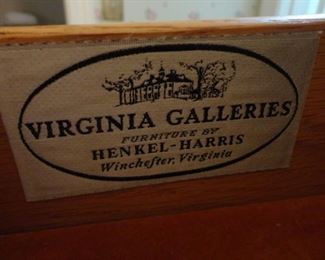 VIRGINIA GALLERIES
FURNITURE BY
HENKEL-HARRIS
Winchester, Virginia